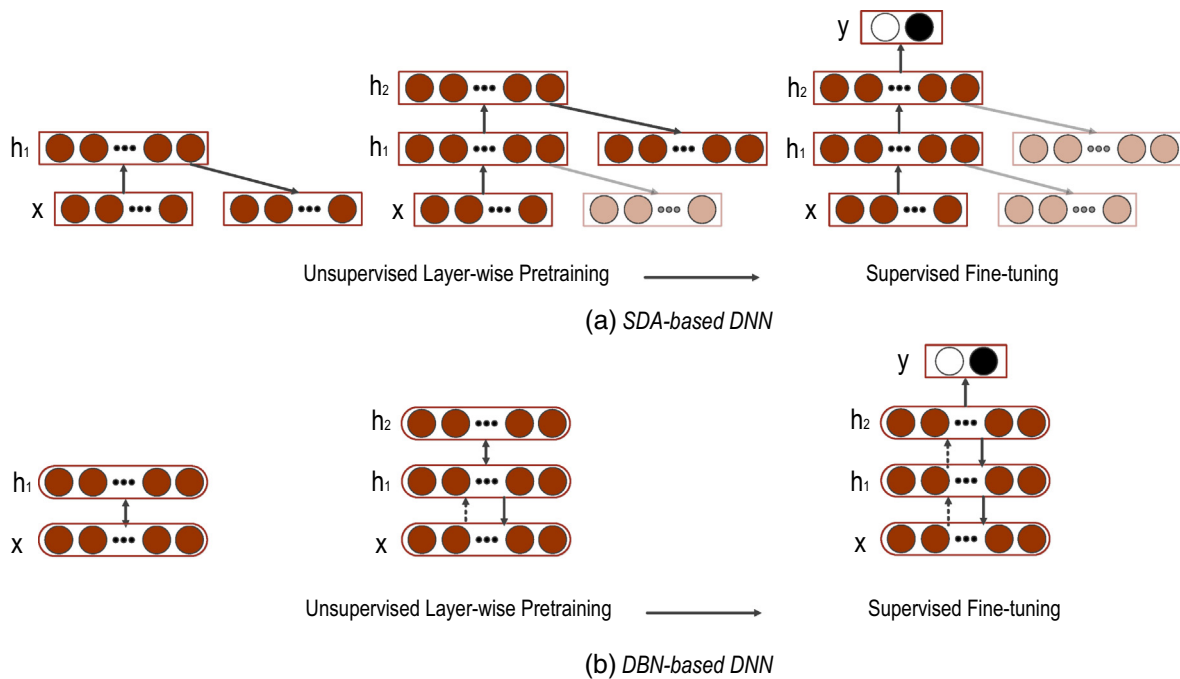 y
h2
h2
h1
h1
h1
x
x
x
Unsupervised Layer-wise Pretraining
Supervised Fine-tuning
(a) SDA-based DNN
y
h2
h2
h1
h1
h1
x
x
x
Unsupervised Layer-wise Pretraining
Supervised Fine-tuning
(b) DBN-based DNN